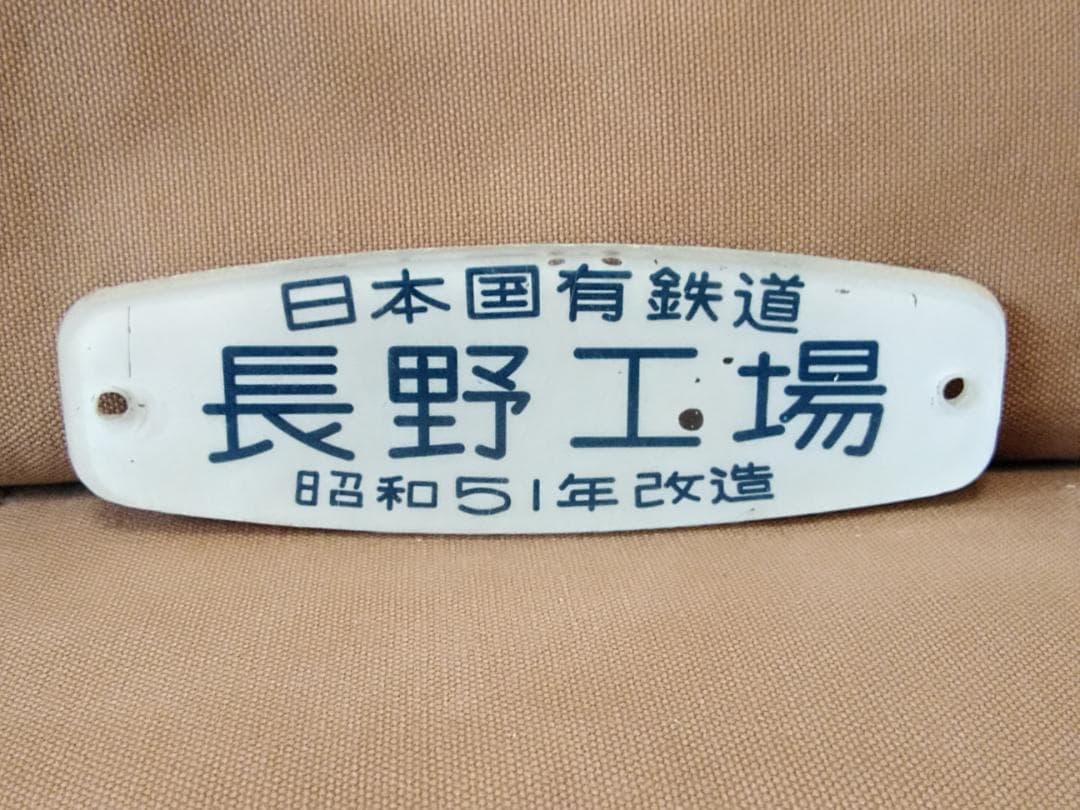 日本国有鉄道
長野工場
昭和51年改造